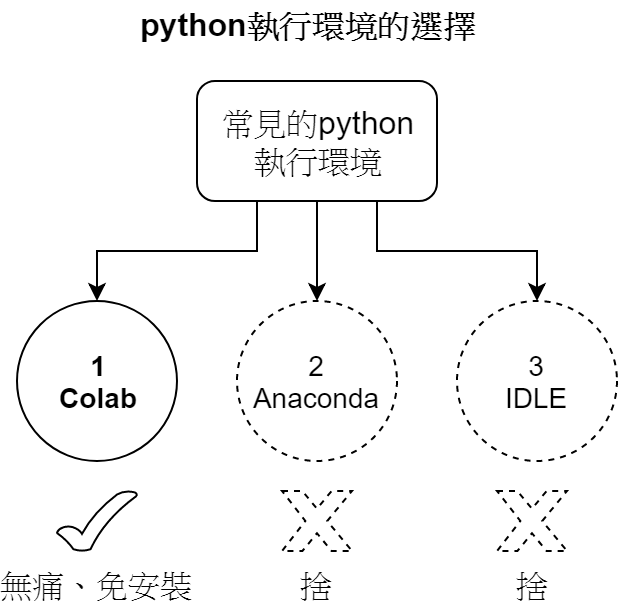 python執行環境的選擇
常見的python
執行環境
1
Colab
2
Anaconda
3
IDLE
無痛、免安裝
捨
捨